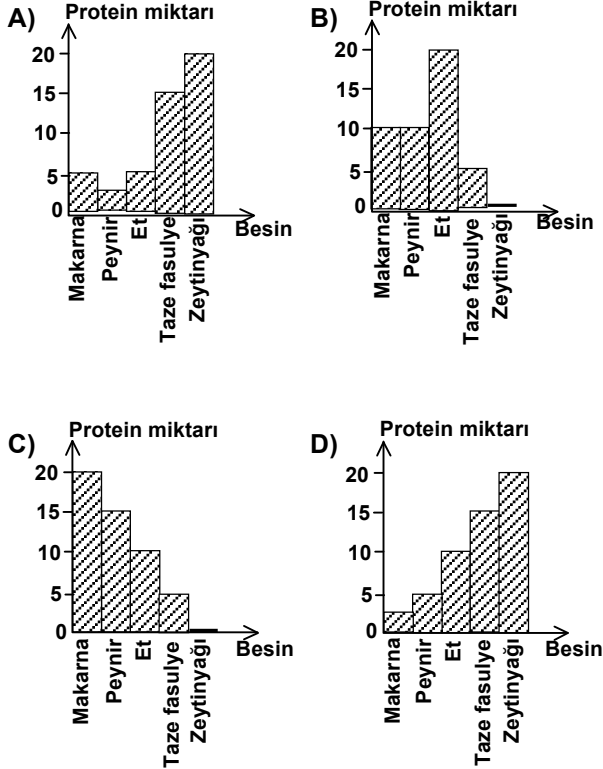 A)
Protein miktarı
20
15
10
5
0
Makarna
Peynir
Et
Taze fasulye
Zeytinyağı
Besin
B)
Protein miktarı
20
15
10
5
0
Makarna
Peynir
Et
Taze fasulye
Zeytinyağı
Besin
C)
Protein miktarı
20
15
10
5
0
Makarna
Peynir
Et
Taze fasulye
Zeytinyağı
Besin
D)
Protein miktarı
20
15
10
5
0
Makarna
Peynir
Et
Taze fasulye
Zeytinyağı
Besin